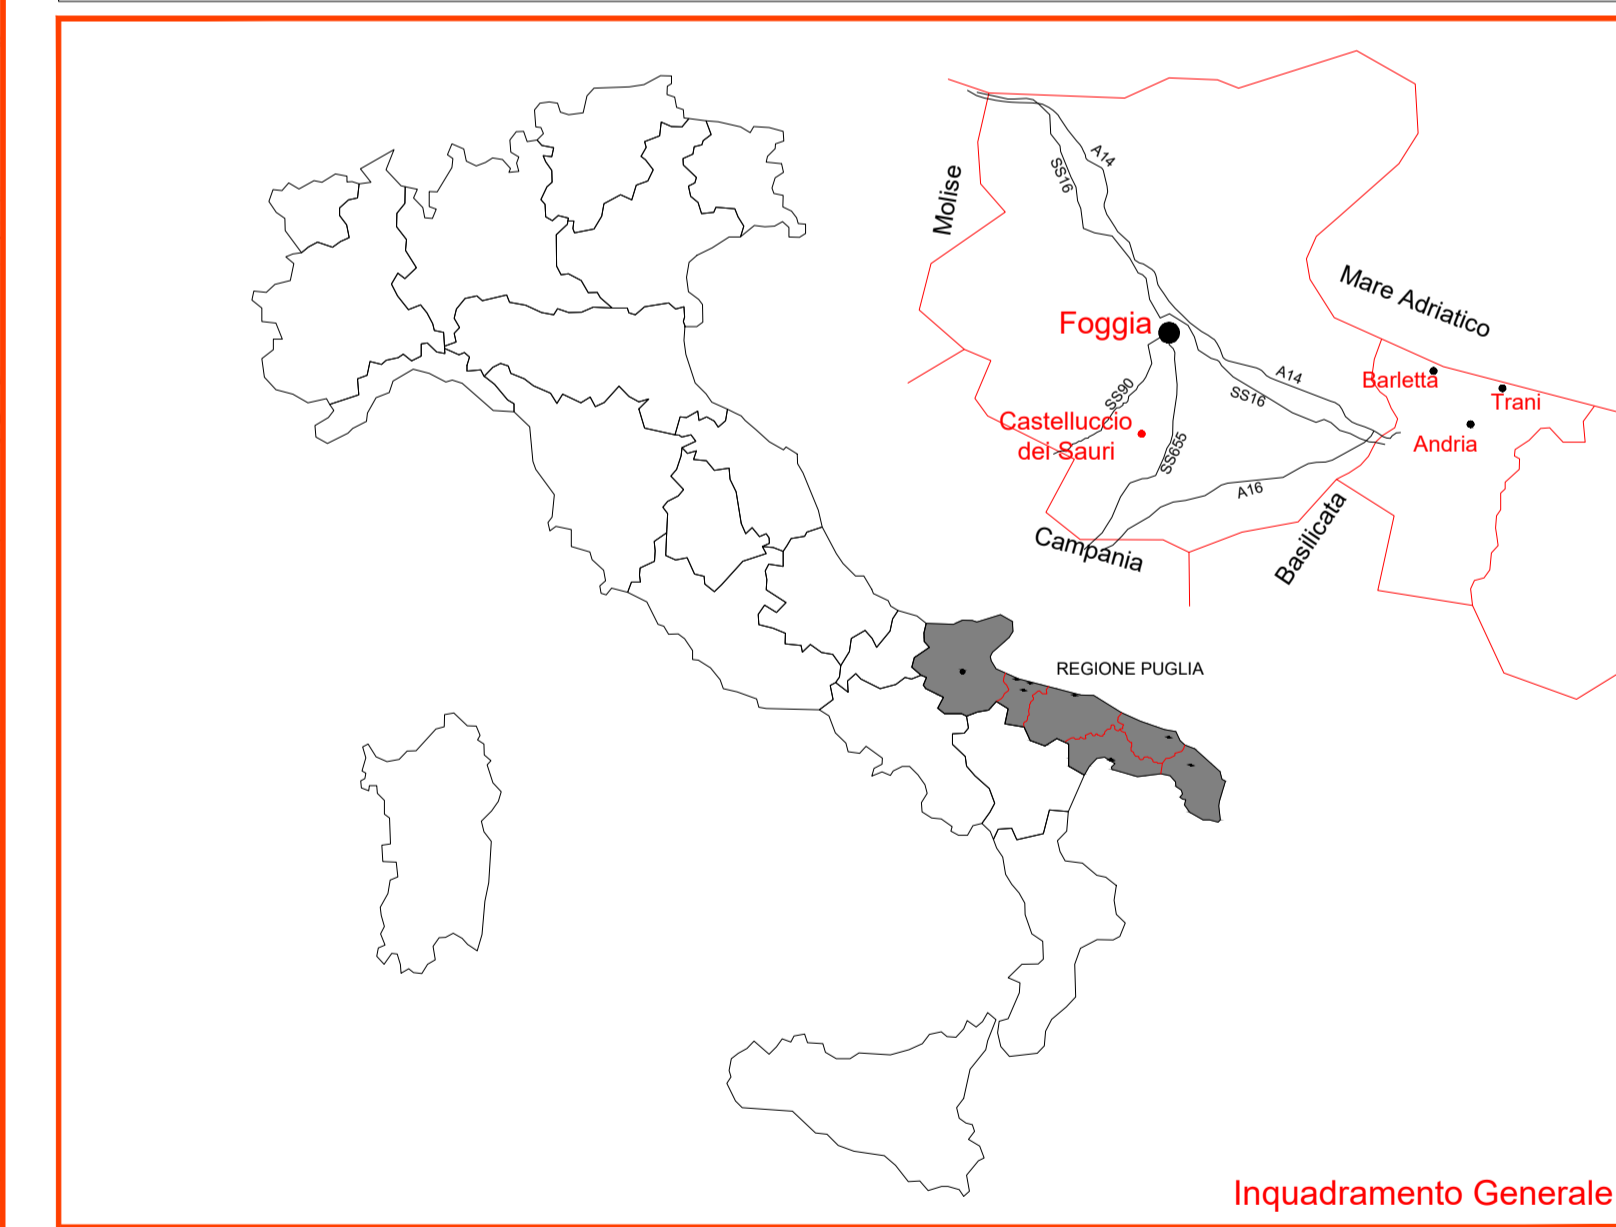 A14
SS16
Molise
Mare Adriatico
Foggia
A14
Barletta
SS90
SS16
Trani
Castelluccio
dei Sauri
Andria
SS655
A16
Basilicata
Campania
REGIONE PUGLIA
Inquadramento Generale